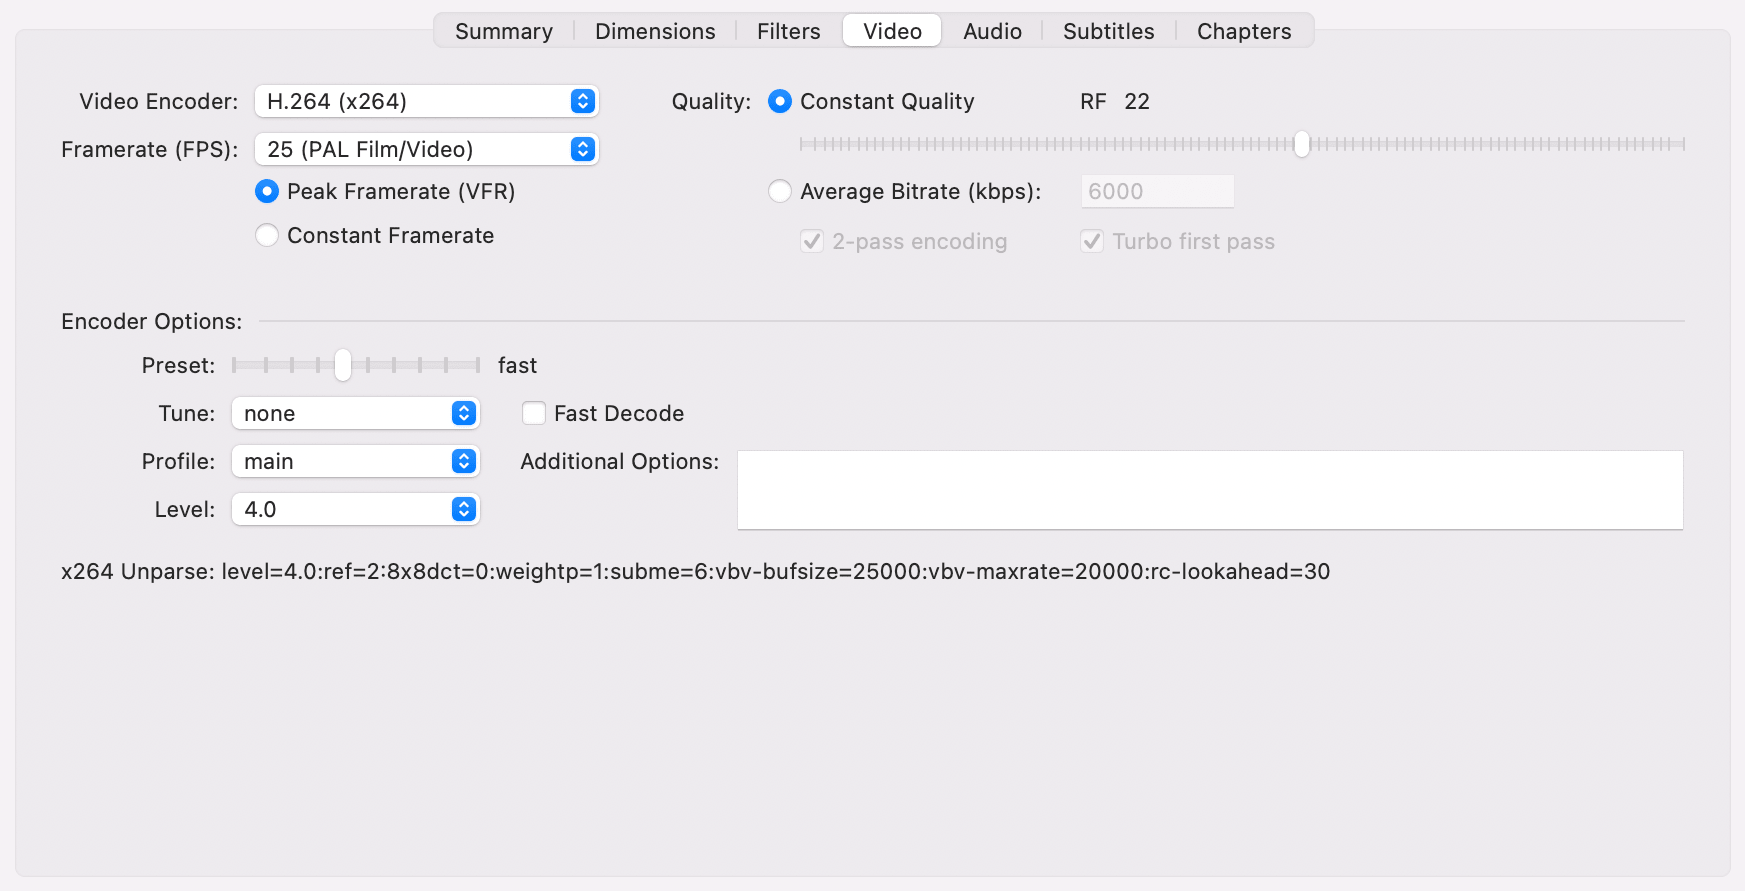 Summary Dimensions Filters Video Audio Subtitles Chapters
Video Encoder: H.264 (x264) Quality: Constant Quality RF 22
Framerate (FPS): 25 (PAL Film/Video)
Peak Framerate (VFR) Average Bitrate (kbps): 6000
Constant Framerate 2-pass encoding Turbo first pass
Encoder Options:
Preset: fast
Tune: none Fast Decode
Profile: main Additional Options:
Level: 4.0
x264 Unparse: level=4.0:ref=2:8x8dct=0:weightp=1:subme=6:vbv-bufsize=25000:vbv-maxrate=20000:rc-lookahead=30